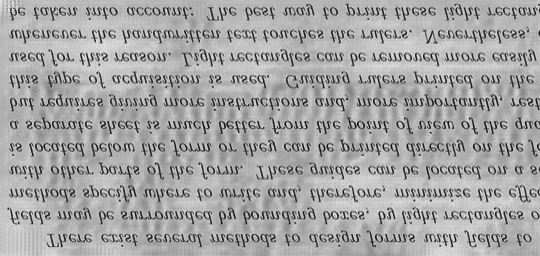 There exist several methods to design forms with fields to
fields may be surrounded by bounding boxes, by light rectangles o
methods specify where to write and, therefore, minimize the effec
with other parts of the form. These guides can be located on a se
is located below the form or they can be printed directly on the fo
a separate sheet is much better from the point of view of the qua
but requires giving more instructions and, more importantly, rest
this type of acquisition is used. Guiding rulers printed on the
used for this reason. Light rectangles can be removed more easily
whenever the handwritten text touches the rulers. Nevertheless,
be taken into account: The best way to print these light rectang